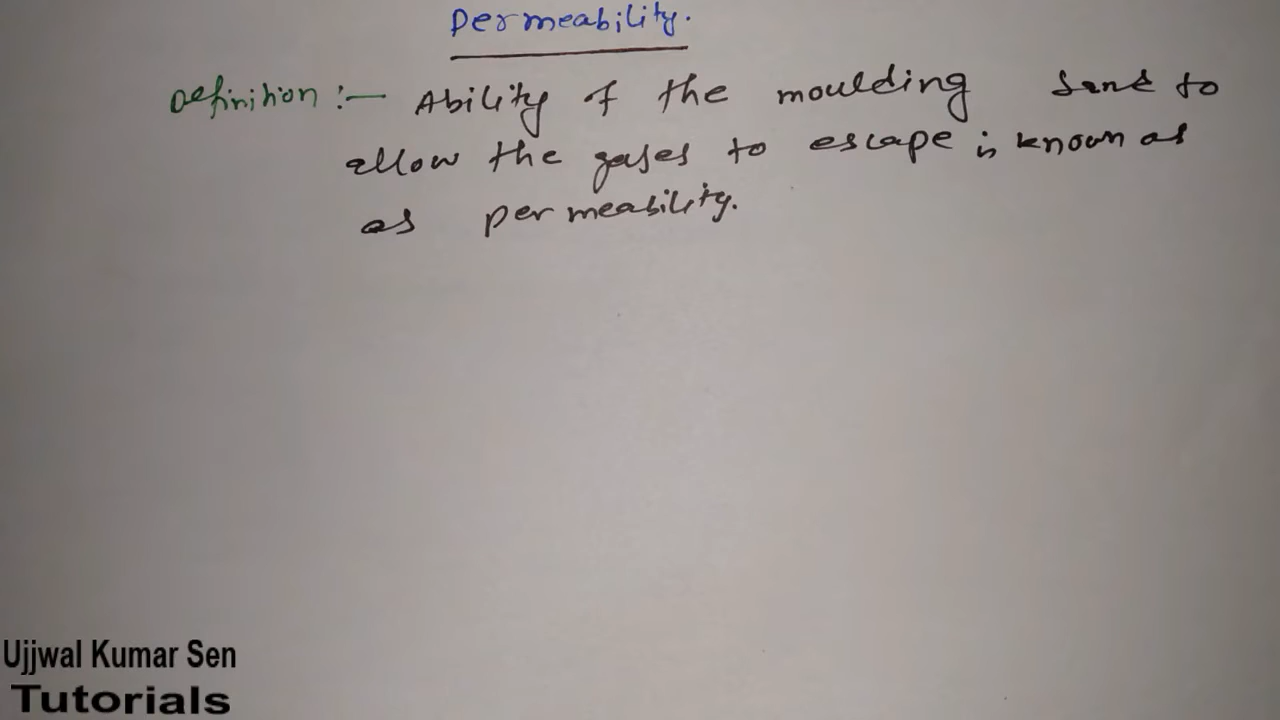 Permeability.
Definition :- Ability of the moulding sand to
allow the gases to escape is known as
as permeability.
Ujjwal Kumar Sen
Tutorials